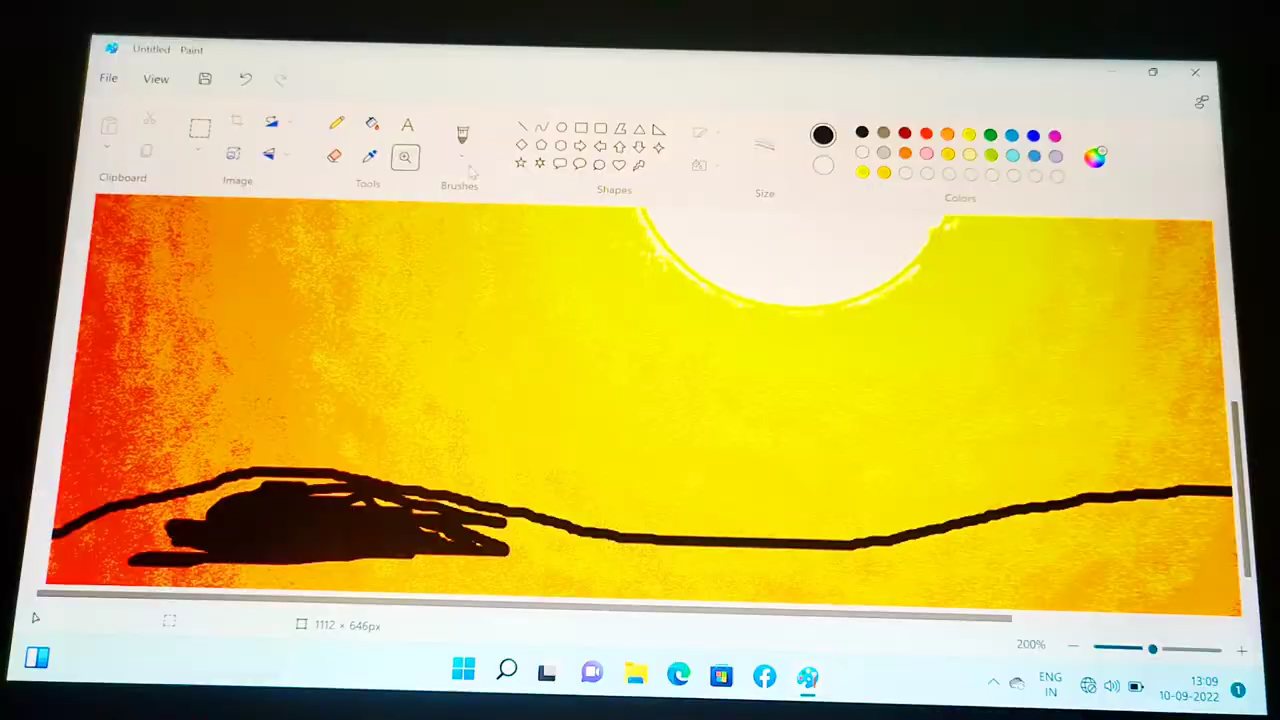 Untitled Paint
File View
A
Clipboard
Image
Tools
Brushes
Shapes
Size
Colors
1112 × 646px
200%
ENG
IN
13:09
10-09-2022
1